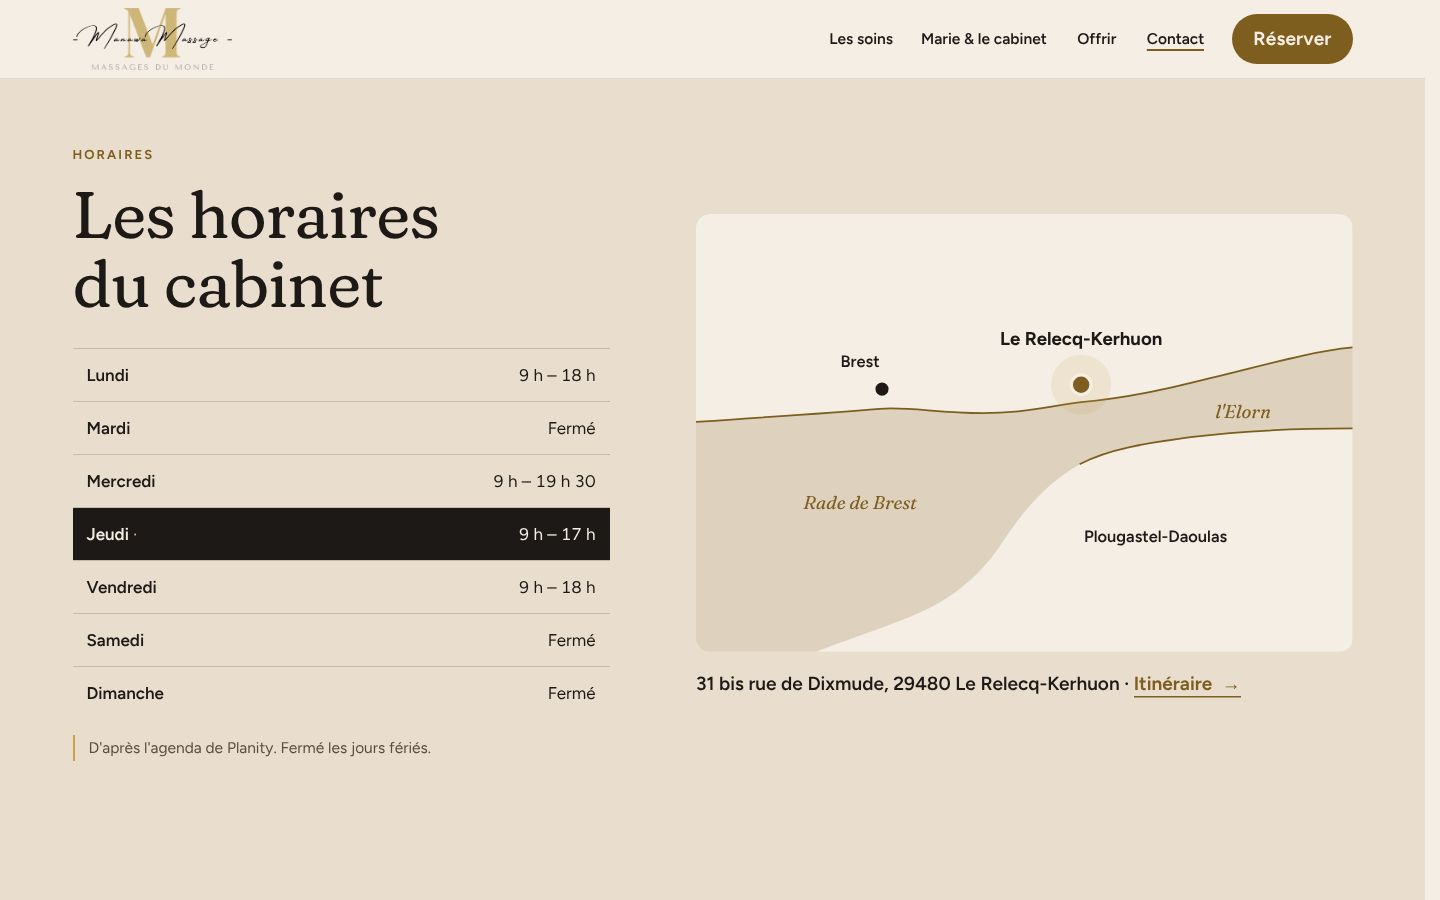 M
- Manawa Massage -
MASSAGES DU MONDE
Les soins
Marie & le cabinet
Offrir
Contact
Réserver
HORAIRES
Les horaires
du cabinet
Lundi 9 h – 18 h
Mardi Fermé
Mercredi 9 h – 19 h 30
Jeudi · 9 h – 17 h
Vendredi 9 h – 18 h
Samedi Fermé
Dimanche Fermé
D'après l'agenda de Planity. Fermé les jours fériés.
Le Relecq-Kerhuon
Brest
l'Elorn
Rade de Brest
Plougastel-Daoulas
31 bis rue de Dixmude, 29480 Le Relecq-Kerhuon · Itinéraire →